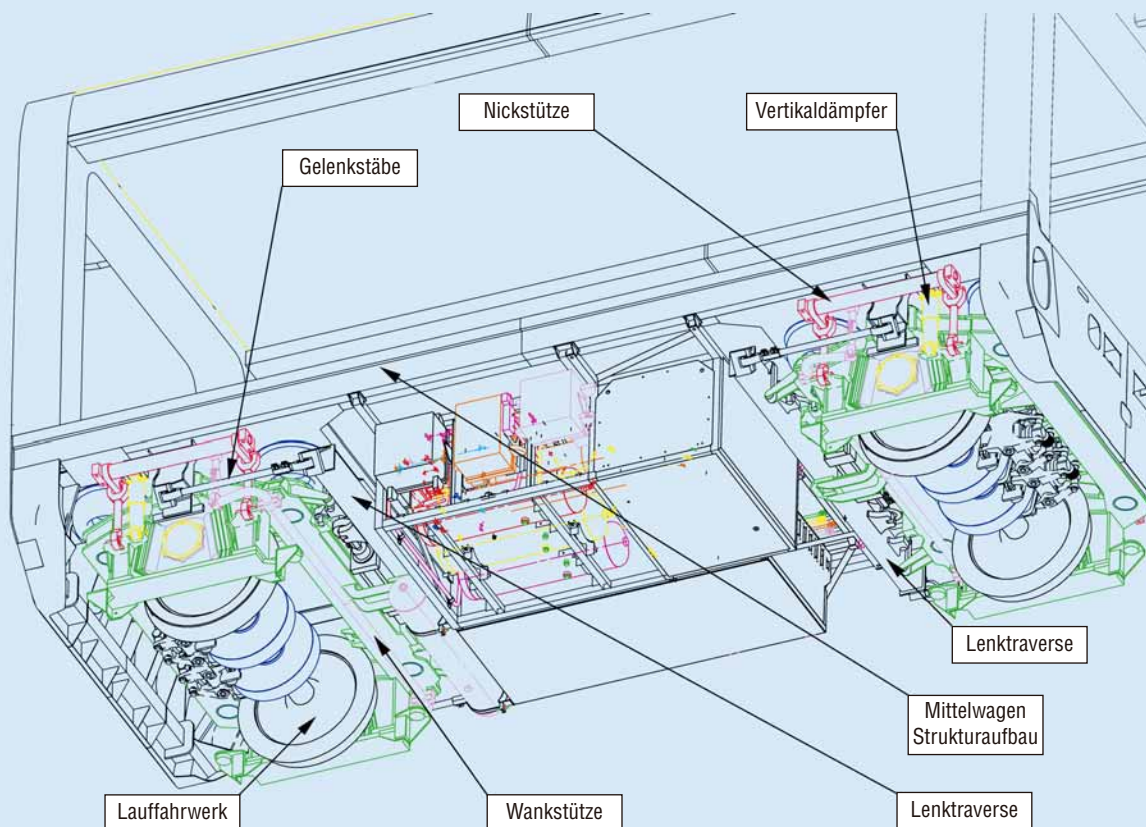 Nickstütze
Vertikaldämpfer
Gelenkstäbe
Lenktraverse
Mittelwagen
Strukturaufbau
Lauffahrwerk
Wankstütze
Lenktraverse